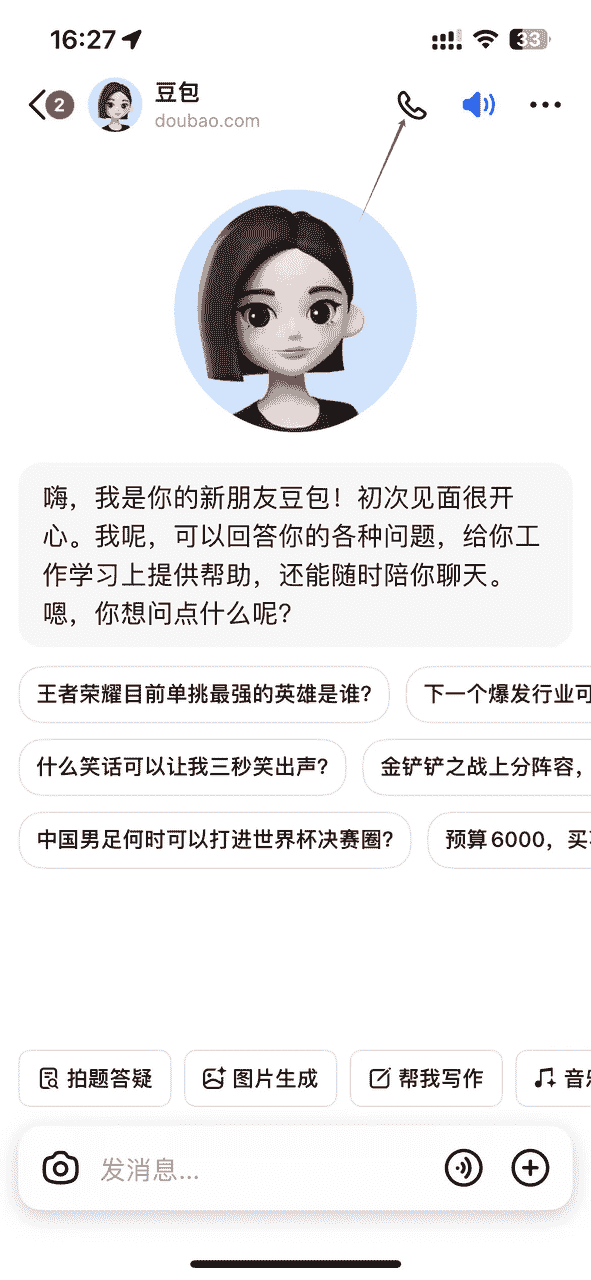 16:27
33
2
豆包
doubao.com
嗨，我是你的新朋友豆包！初次见面很开
心。我呢，可以回答你的各种问题，给你工
作学习上提供帮助，还能随时陪你聊天。
嗯，你想问点什么呢？
王者荣耀目前单挑最强的英雄是谁？
下一个爆发行业可
什么笑话可以让我三秒笑出声？
金铲铲之战上分阵容，
中国男足何时可以打进世界杯决赛圈？
预算6000，买
拍题答疑
图片生成
帮我写作
音
发消息...